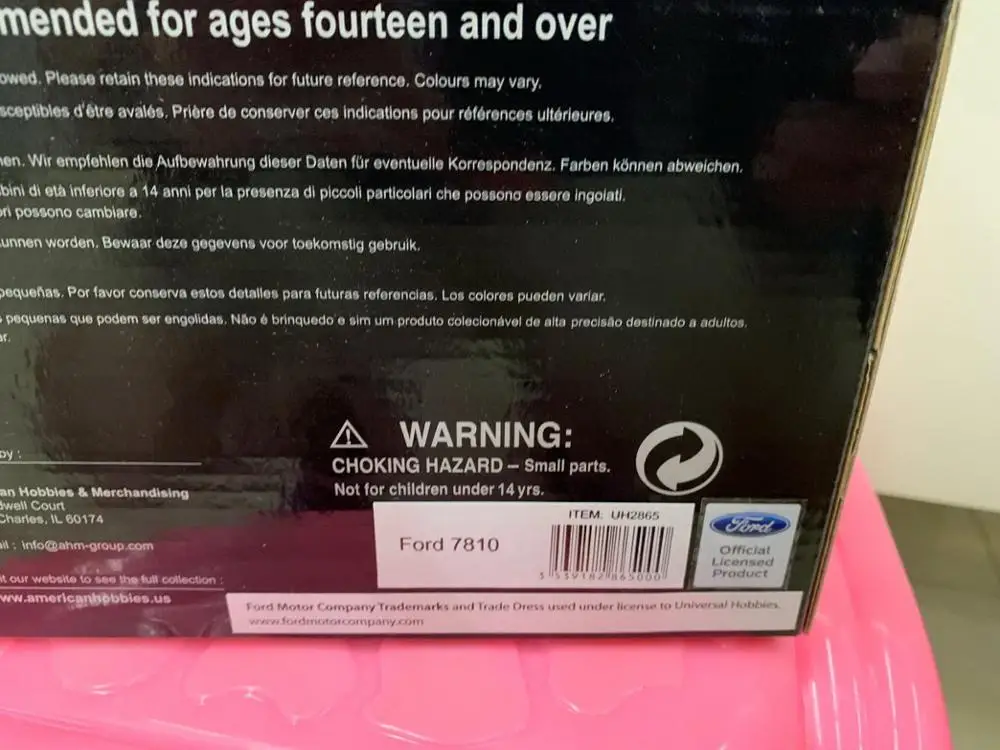 mended for ages fourteen and over
owed. Please retain these indications for future reference. Colours may vary.
sceptibles d'être avalés. Prière de conserver ces indications pour références ultérieures.
en. Wir empfehlen die Aufbewahrung dieser Daten für eventuelle Korrespondenz. Farben können abweichen.
bini di età inferiore a 14 anni per la presenza di piccoli particolari che possono essere ingoiati.
ori possono cambiare.
unnen worden. Bewaar deze gegevens voor toekomstig gebruik.
pequeñas. Por favor conserva estos detalles para futuras referencias. Los colores pueden variar.
s pequenas que podem ser engolidas. Não é brinquedo e sim um produto colecionável de alta precisão destinado a adultos.
ar.
WARNING:
CHOKING HAZARD – Small parts.
Not for children under 14 yrs.
by :
an Hobbies & Merchandising
dwell Court
Charles, IL 60174
ail : info@ahm-group.com
it our website to see the full collection :
www.americanhobbies.us
ITEM: UH2865
Ford 7810
Ford
Official
Licensed
Product
Ford Motor Company Trademarks and Trade Dress used under license to Universal Hobbies.
www.fordmotorcompany.com